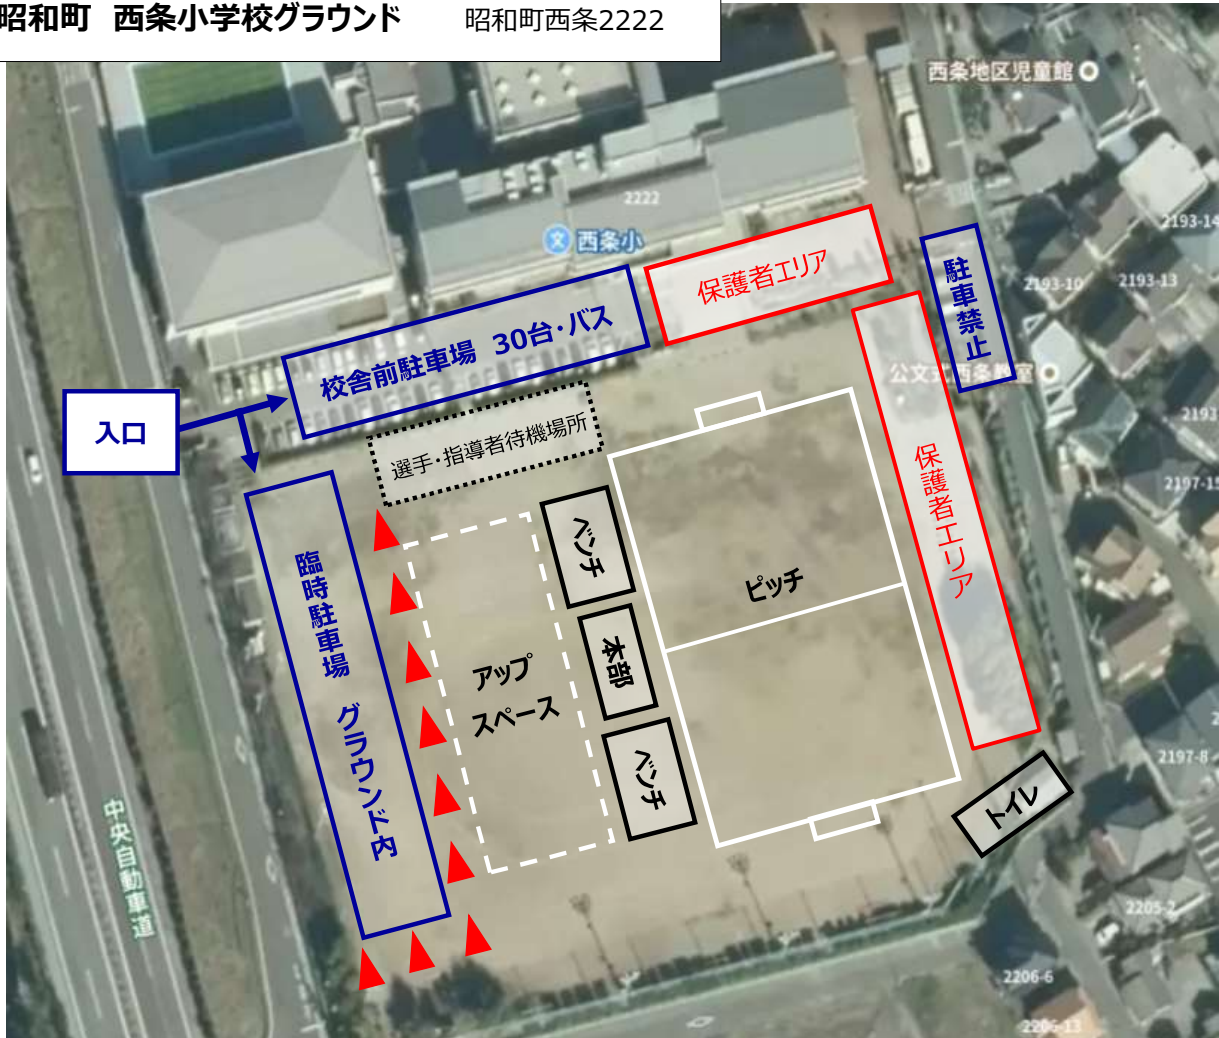 昭和町 西条小学校グラウンド 昭和町西条2222
西条地区児童館
2222
西条小
2193-14
2193-10
2193-13
保護者エリア
駐車禁止
校舎前駐車場 30台・バス
公文式西条教室
入口
選手・指導者待機場所
2193
保護者エリア
2197-15
ベンチ
臨時駐車場 グラウンド内
ピッチ
本部
アップ
スペース
ベンチ
2197-8
トイレ
中央自動車道
2205-2
2206-6
2206-13